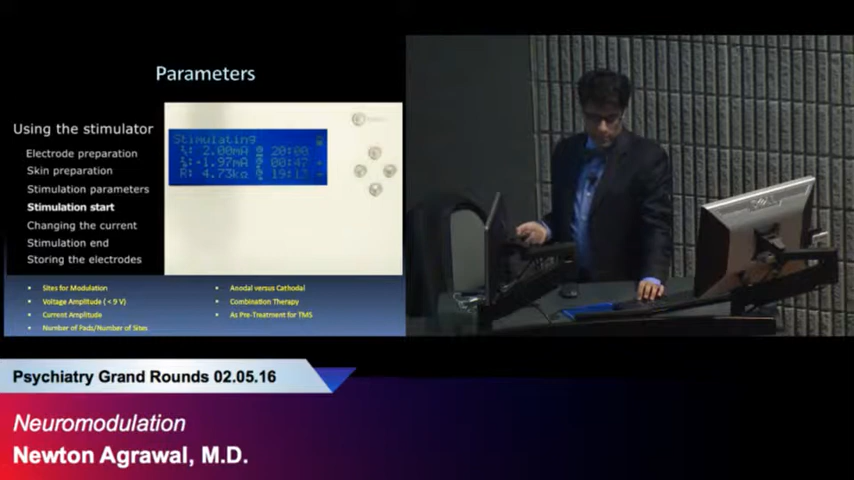 Parameters
Using the stimulator
Electrode preparation
Skin preparation
Stimulation parameters
Stimulation start
Changing the current
Stimulation end
Storing the electrodes
Stimulating
2.00mA @ 20:00
-1.97mA @ 00:47
R: 4.73kΩ @ 19:13
Sites for Modulation
Voltage Amplitude ( < 9 V)
Current Amplitude
Number of Pads/Number of Sites
Anodal versus Cathodal
Combination Therapy
As Pre-Treatment for TMS
Psychiatry Grand Rounds 02.05.16
Neuromodulation
Newton Agrawal, M.D.